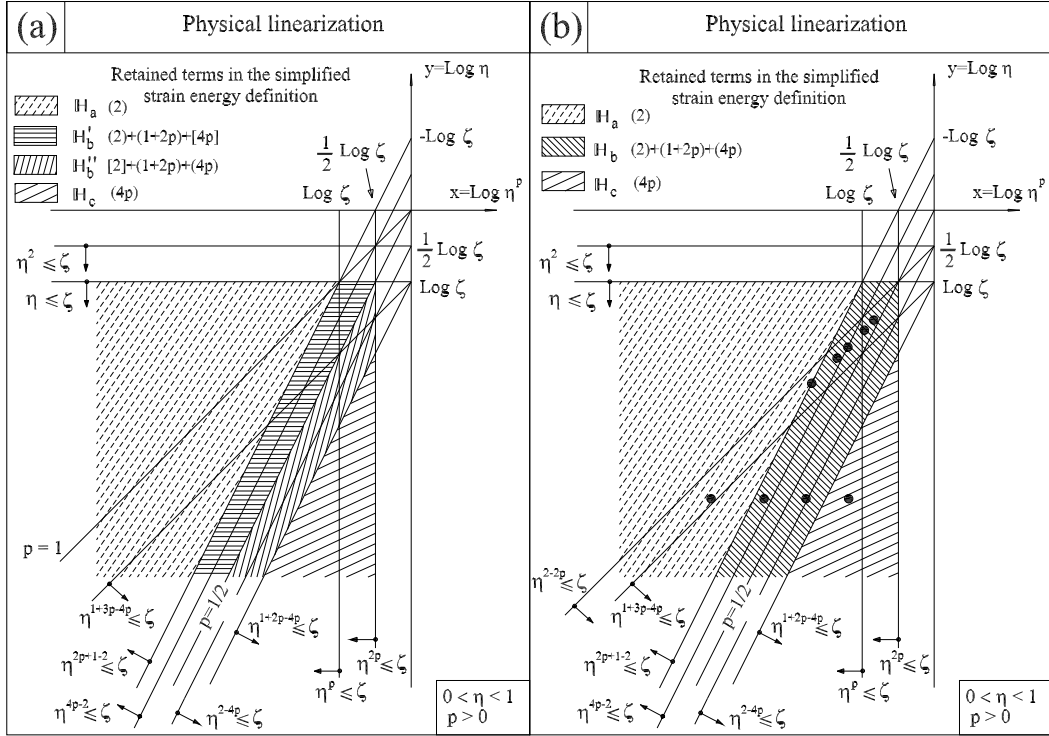 (a) Physical linearization
Retained terms in the simplified
strain energy definition
ℍa (2)
ℍb' (2)+(1+2p)+[4p]
ℍb'' [2]+(1+2p)+(4p)
ℍc (4p)
y=Log η
-Log ζ
1/2 Log ζ
Log ζ
x=Log η^p
1/2 Log ζ
Log ζ
η^2 ≤ ζ
η ≤ ζ
p = 1
η^1+3p-4p ≤ ζ
p=1/2
η^1+2p-4p ≤ ζ
η^2p+1-2 ≤ ζ
η^2p ≤ ζ
η^p ≤ ζ
η^4p-2 ≤ ζ
η^2-4p ≤ ζ
0 < η < 1
p > 0
(b) Physical linearization
Retained terms in the simplified
strain energy definition
ℍa (2)
ℍb (2)+(1+2p)+(4p)
ℍc (4p)
y=Log η
-Log ζ
1/2 Log ζ
Log ζ
x=Log η^p
1/2 Log ζ
Log ζ
η^2 ≤ ζ
η ≤ ζ
η^2-2p ≤ ζ
η^1+3p-4p ≤ ζ
p=1/2
η^1+2p-4p ≤ ζ
η^2p+1-2 ≤ ζ
η^2p ≤ ζ
η^p ≤ ζ
η^4p-2 ≤ ζ
η^2-4p ≤ ζ
0 < η < 1
p > 0